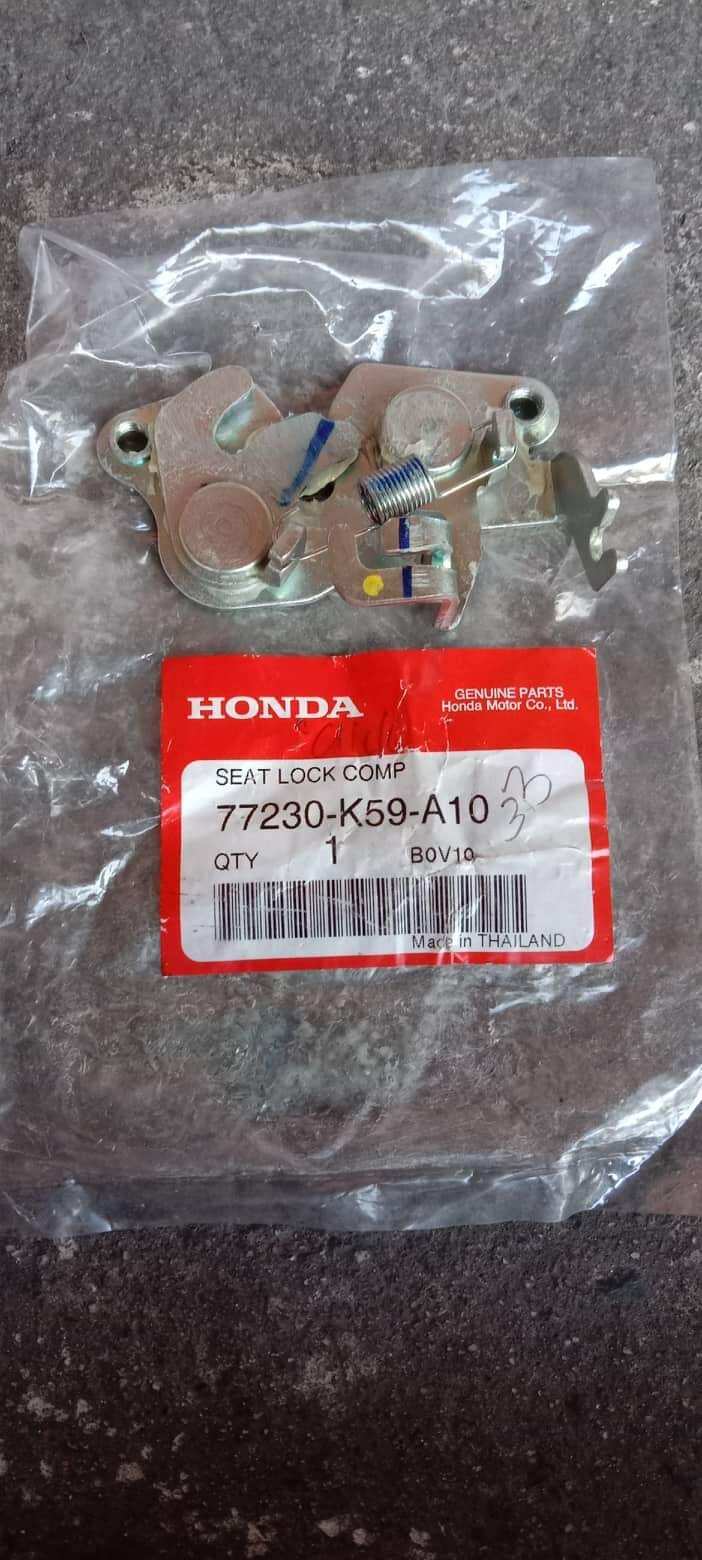 HONDA
GENUINE PARTS
Honda Motor Co., Ltd.
SEAT LOCK COMP
77230-K59-A10
33
QTY 1 B0V10
Made in THAILAND